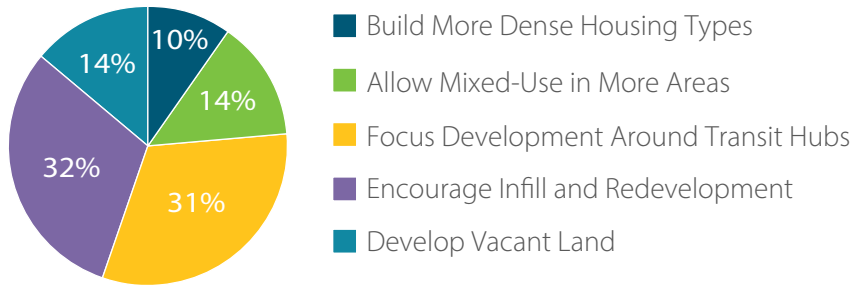 10%
14%
31%
32%
14%
Build More Dense Housing Types
Allow Mixed-Use in More Areas
Focus Development Around Transit Hubs
Encourage Infill and Redevelopment
Develop Vacant Land